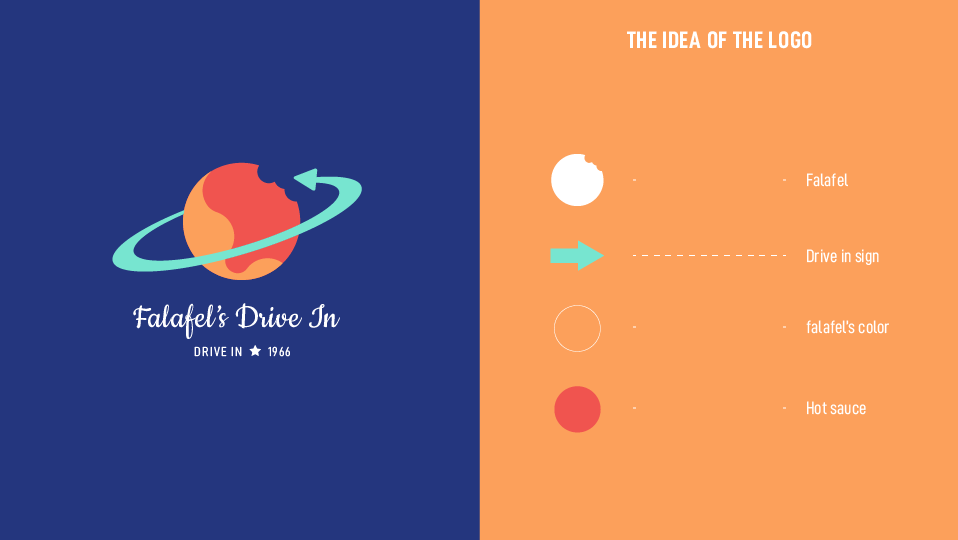 Falafel's Drive In
DRIVE IN ★ 1966
THE IDEA OF THE LOGO
Falafel
Drive in sign
falafel's color
Hot sauce